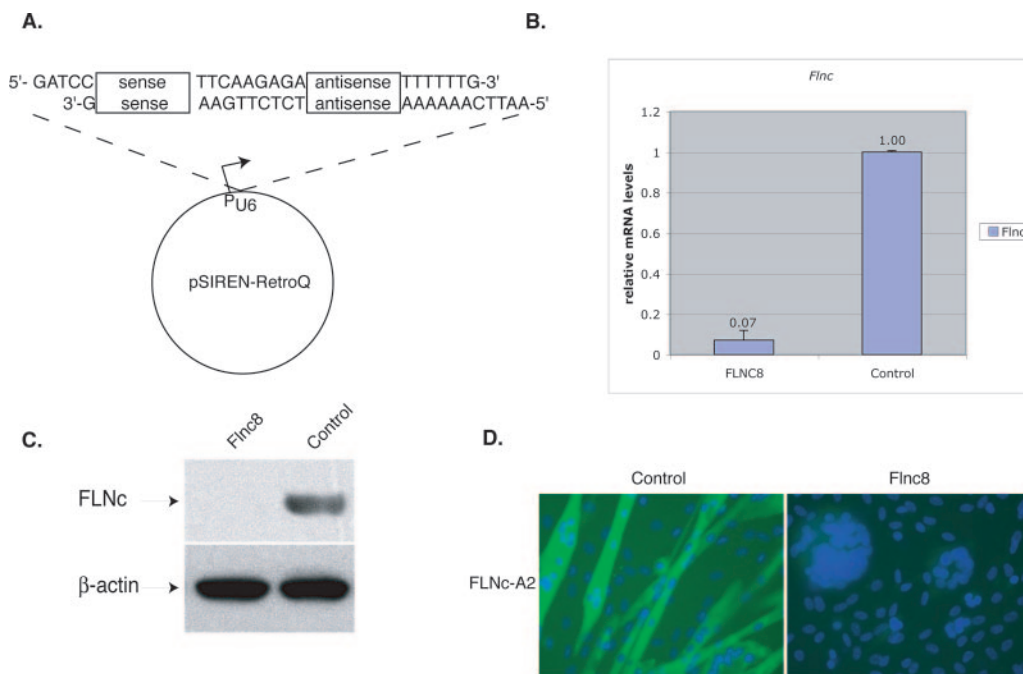 A.
5'- GATCC sense TTCAAGAGA antisense TTTTTTG-3'
3'-G sense AAGTTCTCT antisense AAAAAACTTAA-5'
PU6
pSIREN-RetroQ
B.
Flnc
relative mRNA levels
1.2
1
0.8
0.6
0.4
0.2
0
0.07
1.00
FLNC8 Control
Flnc
C.
Flnc8 Control
FLNc
β-actin
D.
Control Flnc8
FLNc-A2